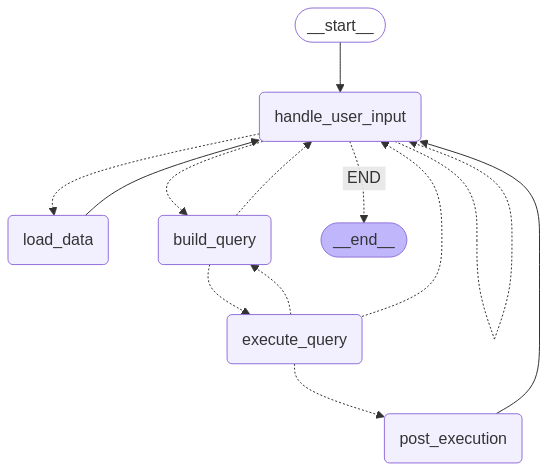 __start__
handle_user_input
END
load_data
build_query
__end__
execute_query
post_execution